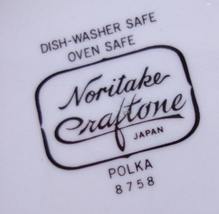 DISH-WASHER SAFE
OVEN SAFE
Noritake
Craftone
JAPAN
POLKA
8758